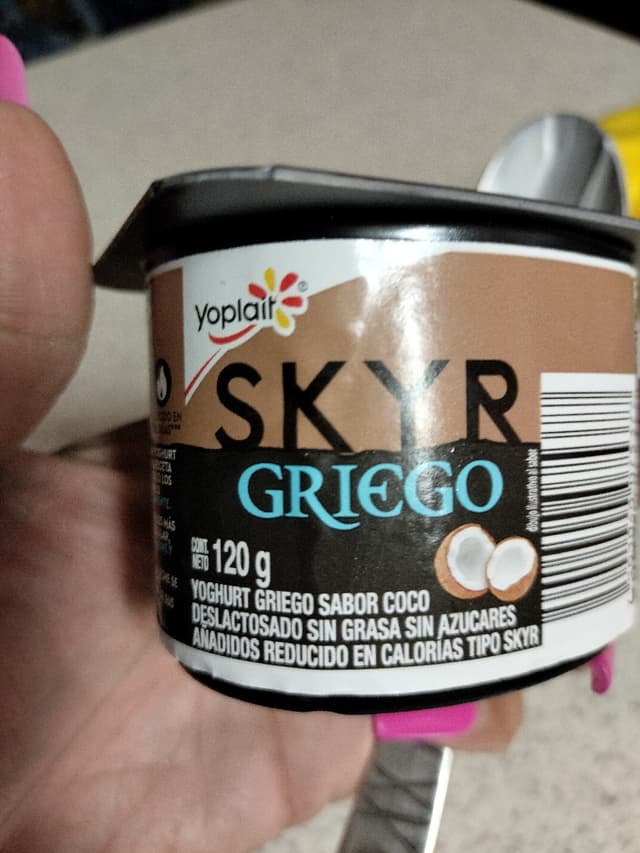 yoplait®
SKYR
GRIEGO
CONT.
NETO 120 g
YOGHURT GRIEGO SABOR COCO
DESLACTOSADO SIN GRASA SIN AZUCARES
AÑADIDOS REDUCIDO EN CALORÍAS TIPO SKYR